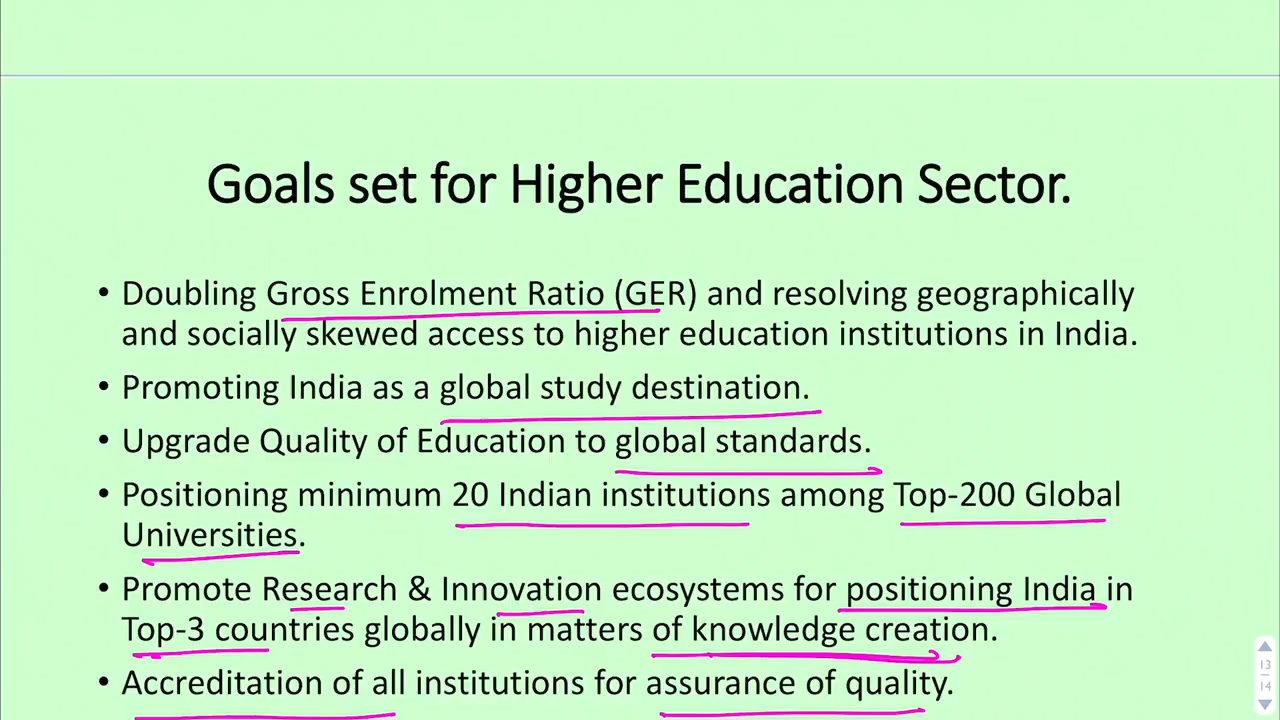 Goals set for Higher Education Sector.
• Doubling Gross Enrolment Ratio (GER) and resolving geographically
and socially skewed access to higher education institutions in India.
• Promoting India as a global study destination.
• Upgrade Quality of Education to global standards.
• Positioning minimum 20 Indian institutions among Top-200 Global
Universities.
• Promote Research & Innovation ecosystems for positioning India in
Top-3 countries globally in matters of knowledge creation.
• Accreditation of all institutions for assurance of quality.
13
14